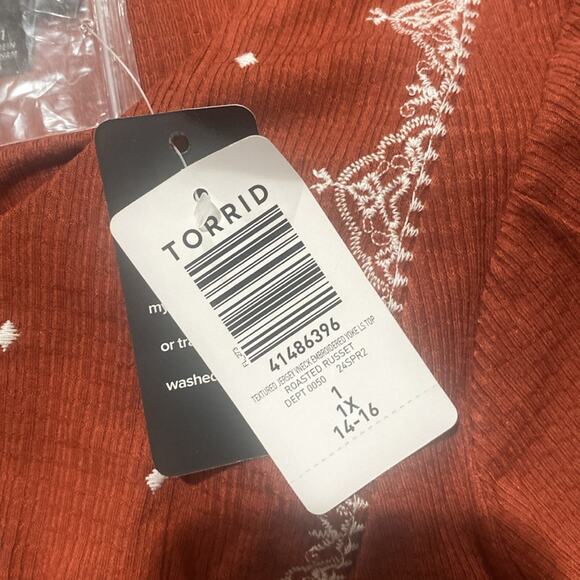 TORRID
41486396
TEXTURED JERSEY VNECK EMBROIDERED YOKE LS TOP
ROASTED RUSSET
DEPT 0050 24SPR2
1
1X
14-16
my
or tra
washed